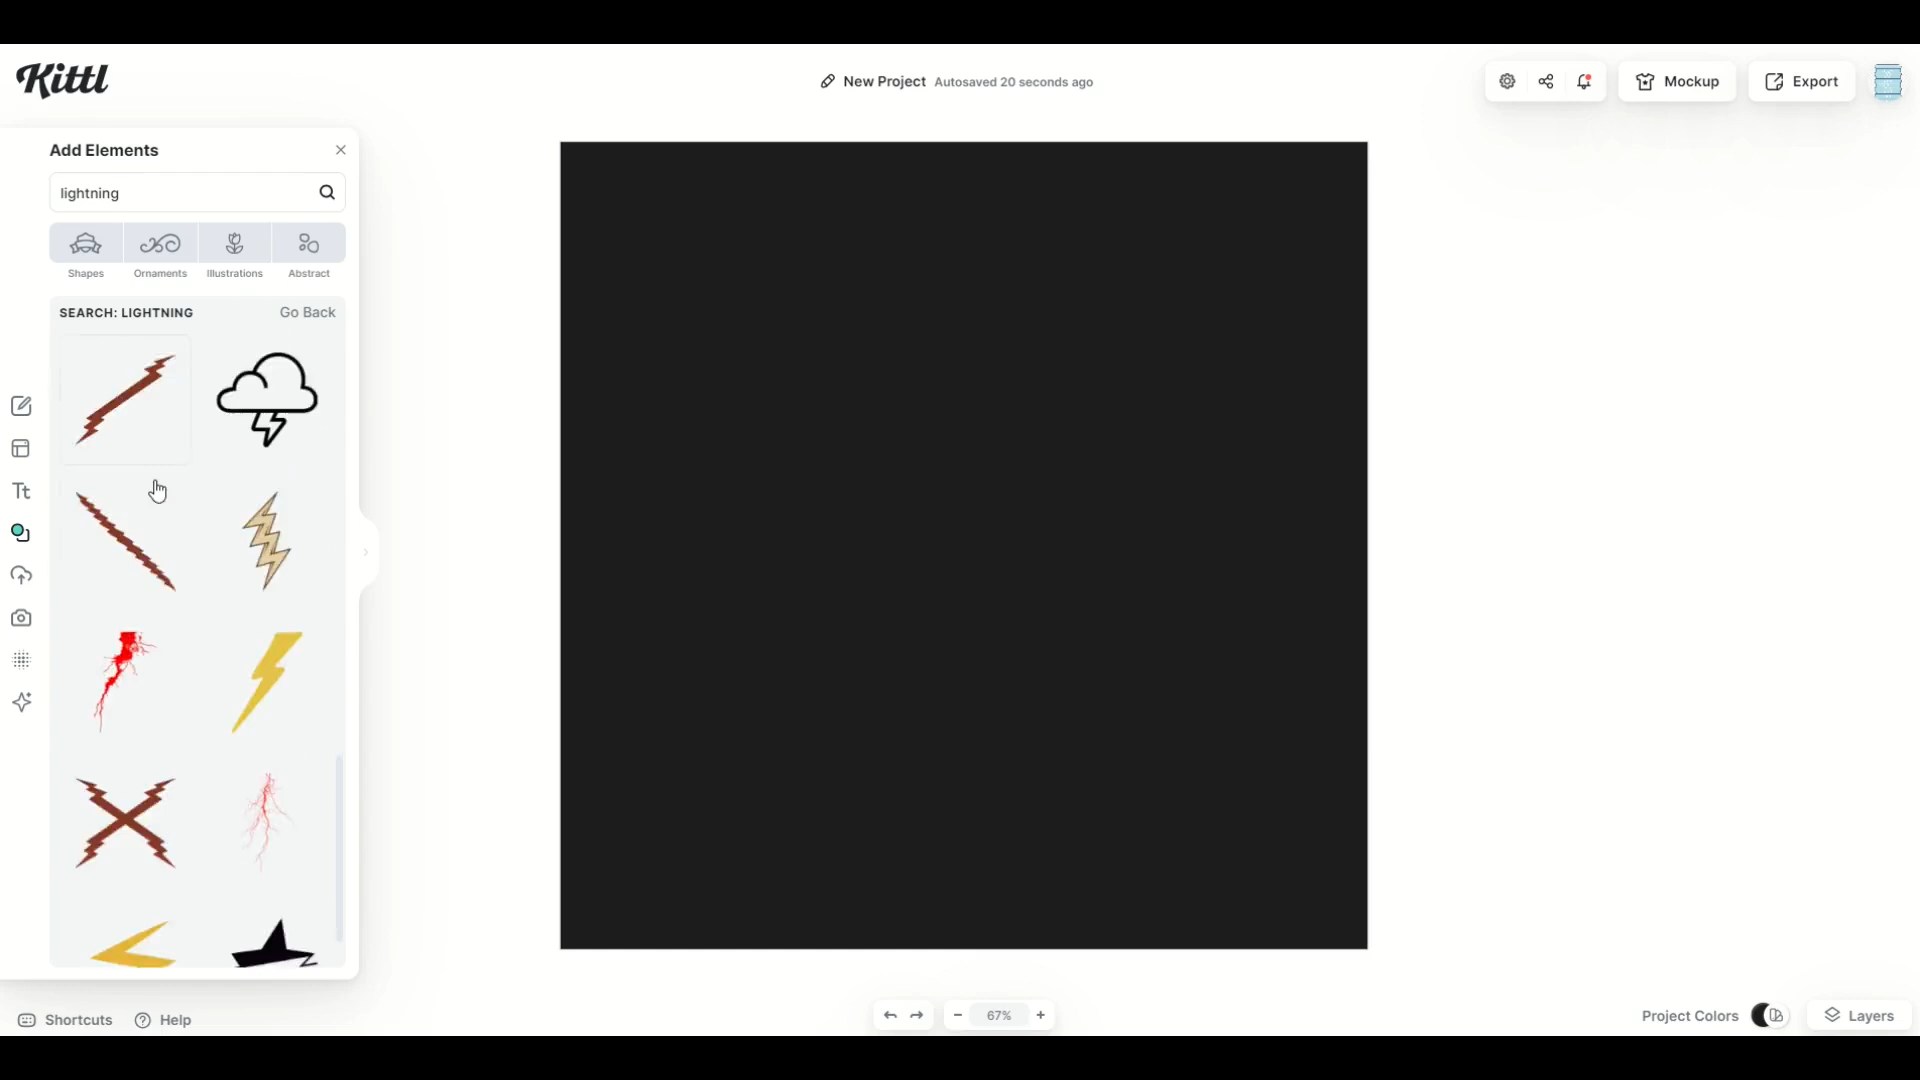 Kittl
New Project Autosaved 20 seconds ago
Mockup
Export
Add Elements
lightning
Shapes Ornaments Illustrations Abstract
SEARCH: LIGHTNING Go Back
Tt
Shortcuts Help
67%
Project Colors
Layers